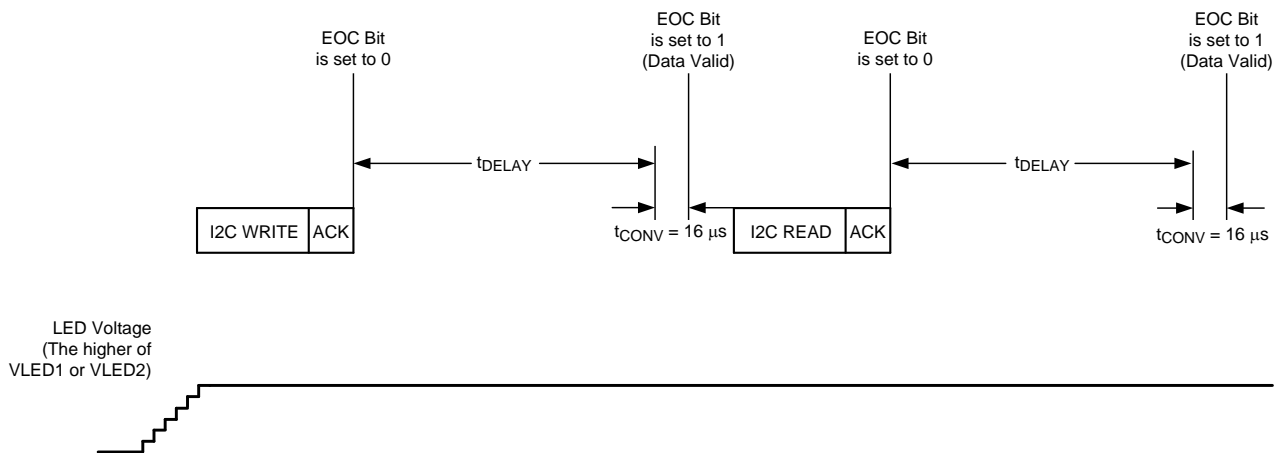 EOC Bit
is set to 1
(Data Valid)
EOC Bit
is set to 1
(Data Valid)
EOC Bit
is set to 0
EOC Bit
is set to 0
tDELAY
tDELAY
I2C WRITE
ACK
tCONV = 16 μs
I2C READ
ACK
tCONV = 16 μs
LED Voltage
(The higher of
VLED1 or VLED2)